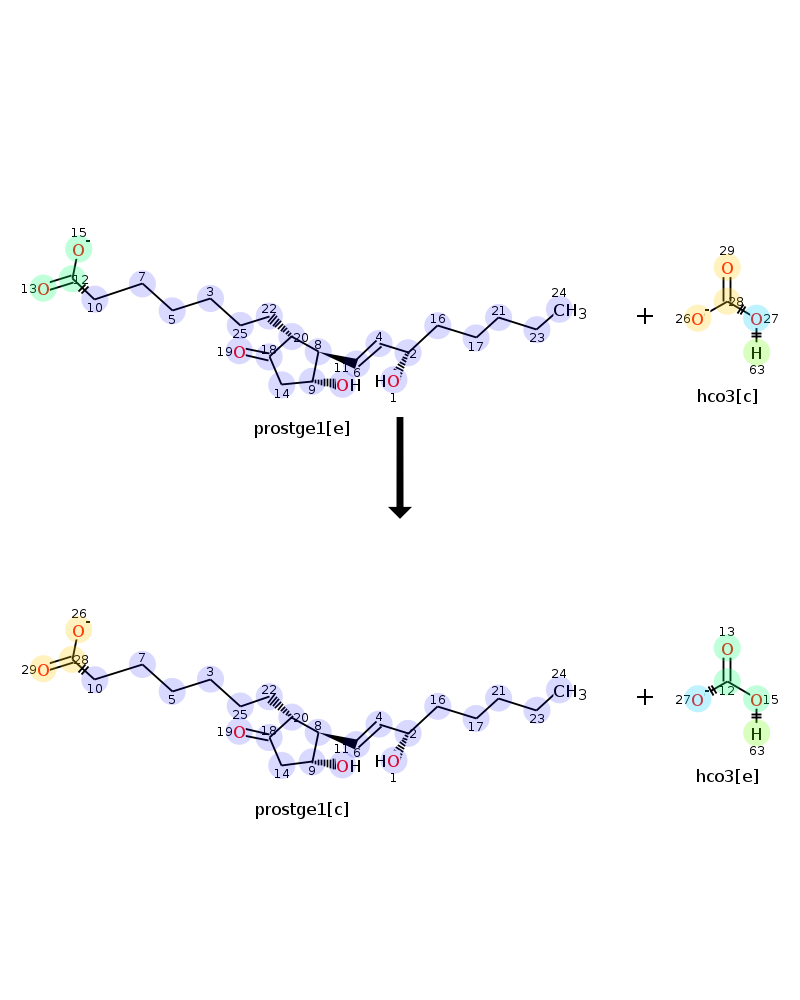 15
O-
13 O
12
10
7
5
3
25
22
20
19 O
18
8
14
9
11
OH
6
4
2
HO
1
16
17
21
23
24
CH3
+
29
O
26 O-
28
O 27
H
63
hco3[c]
prostge1[e]
26
O-
29 O
28
10
7
5
3
25
22
20
19 O
18
8
14
9
11
OH
6
4
2
HO
1
16
17
21
23
24
CH3
+
13
O
27 O-
12
O 15
H
63
hco3[e]
prostge1[c]